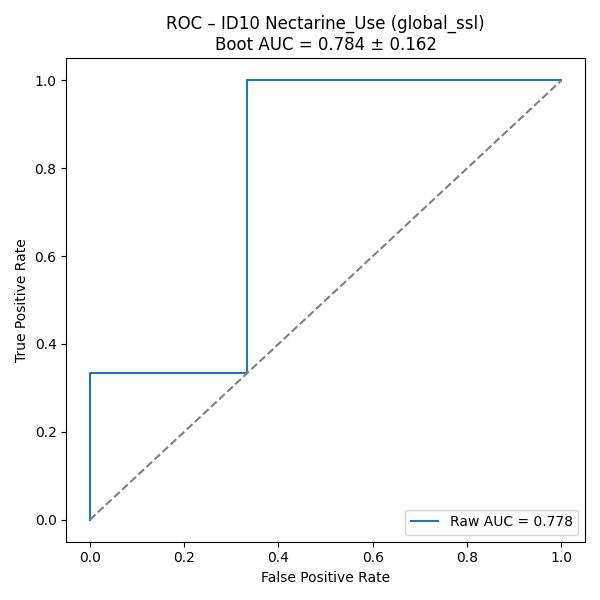 ROC – ID10 Nectarine_Use (global_ssl)
Boot AUC = 0.784 ± 0.162
True Positive Rate
1.0
0.8
0.6
0.4
0.2
0.0
0.0 0.2 0.4 0.6 0.8 1.0
False Positive Rate
Raw AUC = 0.778